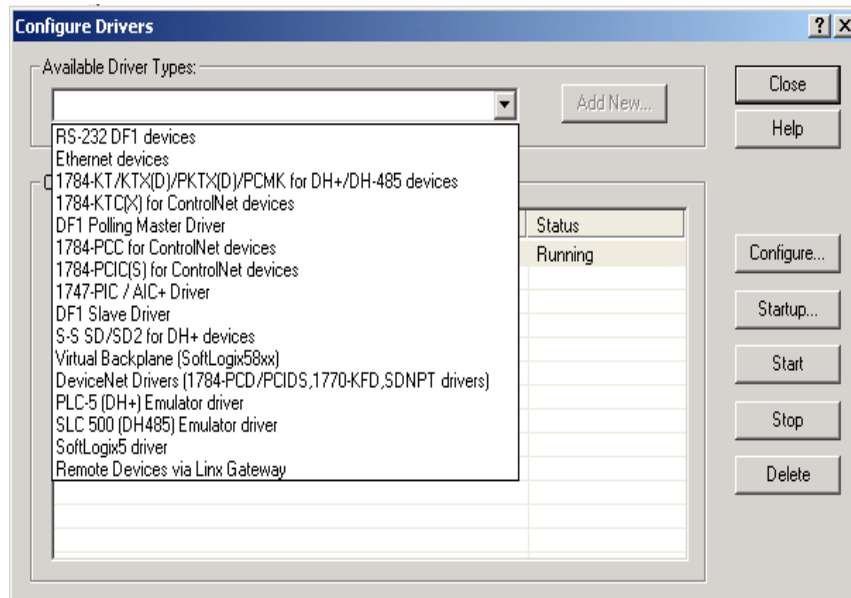 Configure Drivers
Available Driver Types:
Add New...
Close
Help
RS-232 DF1 devices
Ethernet devices
1784-KT/KTX(D)/PKTX(D)/PCMK for DH+/DH-485 devices
1784-KTC(X) for ControlNet devices
DF1 Polling Master Driver
1784-PCC for ControlNet devices
1784-PCIC(S) for ControlNet devices
1747-PIC / AIC+ Driver
DF1 Slave Driver
S-S SD/SD2 for DH+ devices
Virtual Backplane (SoftLogix58xx)
DeviceNet Drivers (1784-PCD/PCIDS,1770-KFD,SDNPT drivers)
PLC-5 (DH+) Emulator driver
SLC 500 (DH485) Emulator driver
SoftLogix5 driver
Remote Devices via Linx Gateway
Status
Running
Configure...
Startup...
Start
Stop
Delete